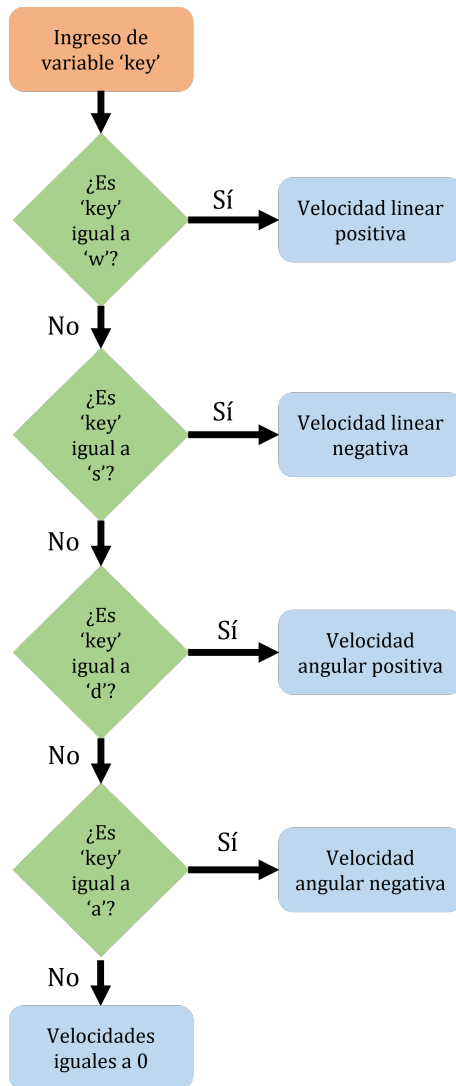 Ingreso de
variable ‘key’
¿Es
‘key’
igual a
‘w’?
Sí
Velocidad linear
positiva
No
¿Es
‘key’
igual a
‘s’?
Sí
Velocidad linear
negativa
No
¿Es
‘key’
igual a
‘d’?
Sí
Velocidad
angular positiva
No
¿Es
‘key’
igual a
‘a’?
Sí
Velocidad
angular negativa
No
Velocidades
iguales a 0